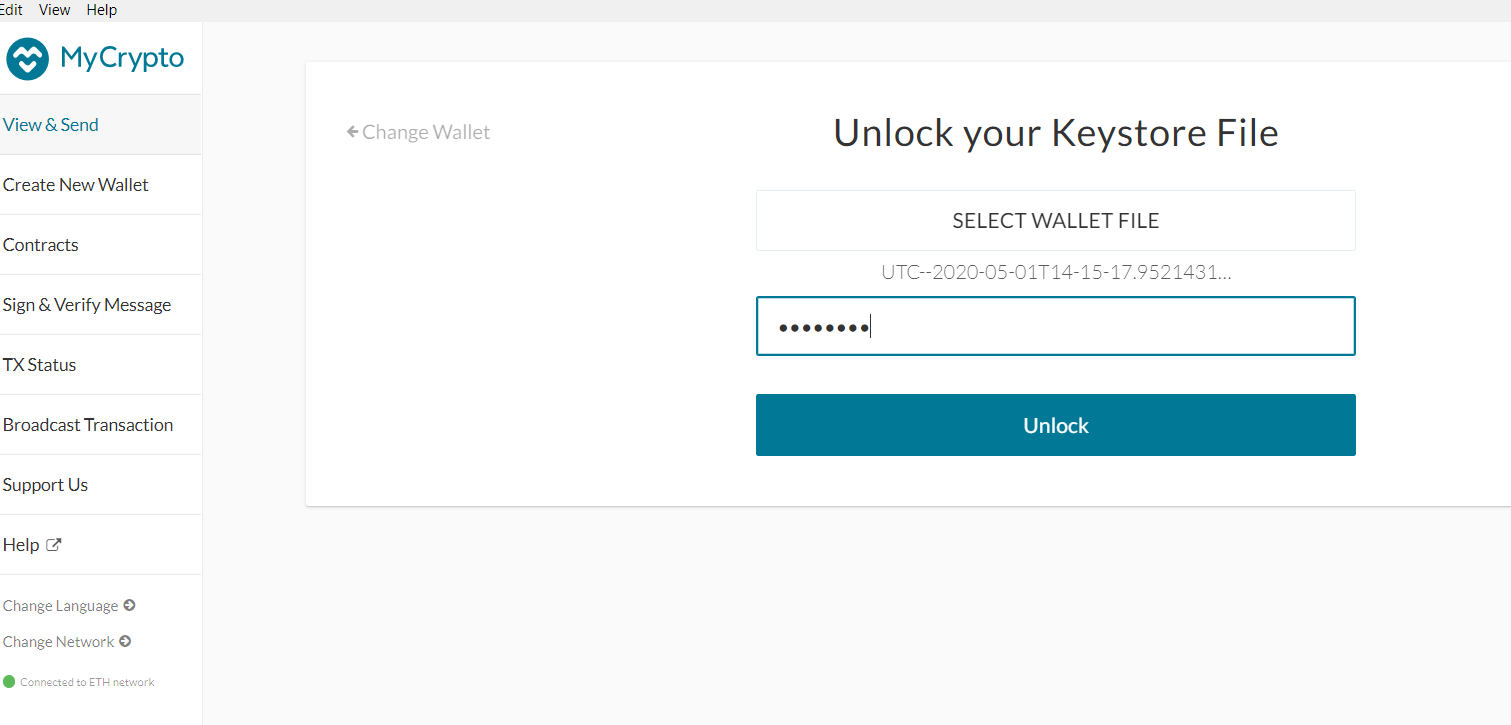 Edit View Help
MyCrypto
View & Send
Create New Wallet
Contracts
Sign & Verify Message
TX Status
Broadcast Transaction
Support Us
Help
Change Language
Change Network
Connected to ETH network
Change Wallet
Unlock your Keystore File
SELECT WALLET FILE
UTC--2020-05-01T14-15-17.9521431...
••••••••
Unlock